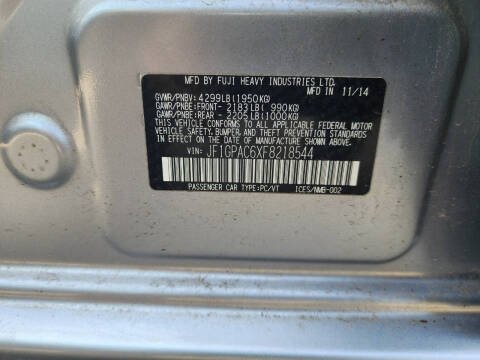 MFD BY FUJI HEAVY INDUSTRIES LTD.
MFD IN 11/14
GVWR/PNBV: 4299LB(1950KG)
GAWR/PNBE:FRONT- 2183LB( 990KG)
GAWR/PNBE:REAR - 2205LB(1000KG)
THIS VEHICLE CONFORMS TO ALL APPLICABLE FEDERAL MOTOR
VEHICLE SAFETY, BUMPER, AND THEFT PREVENTION STANDARDS
IN EFFECT ON THE DATE OF MANUFACTURE SHOWN ABOVE.
VIN: JF1GPAC6XF8218544
PASSENGER CAR TYPE:PC/VT ICES/NMB-002